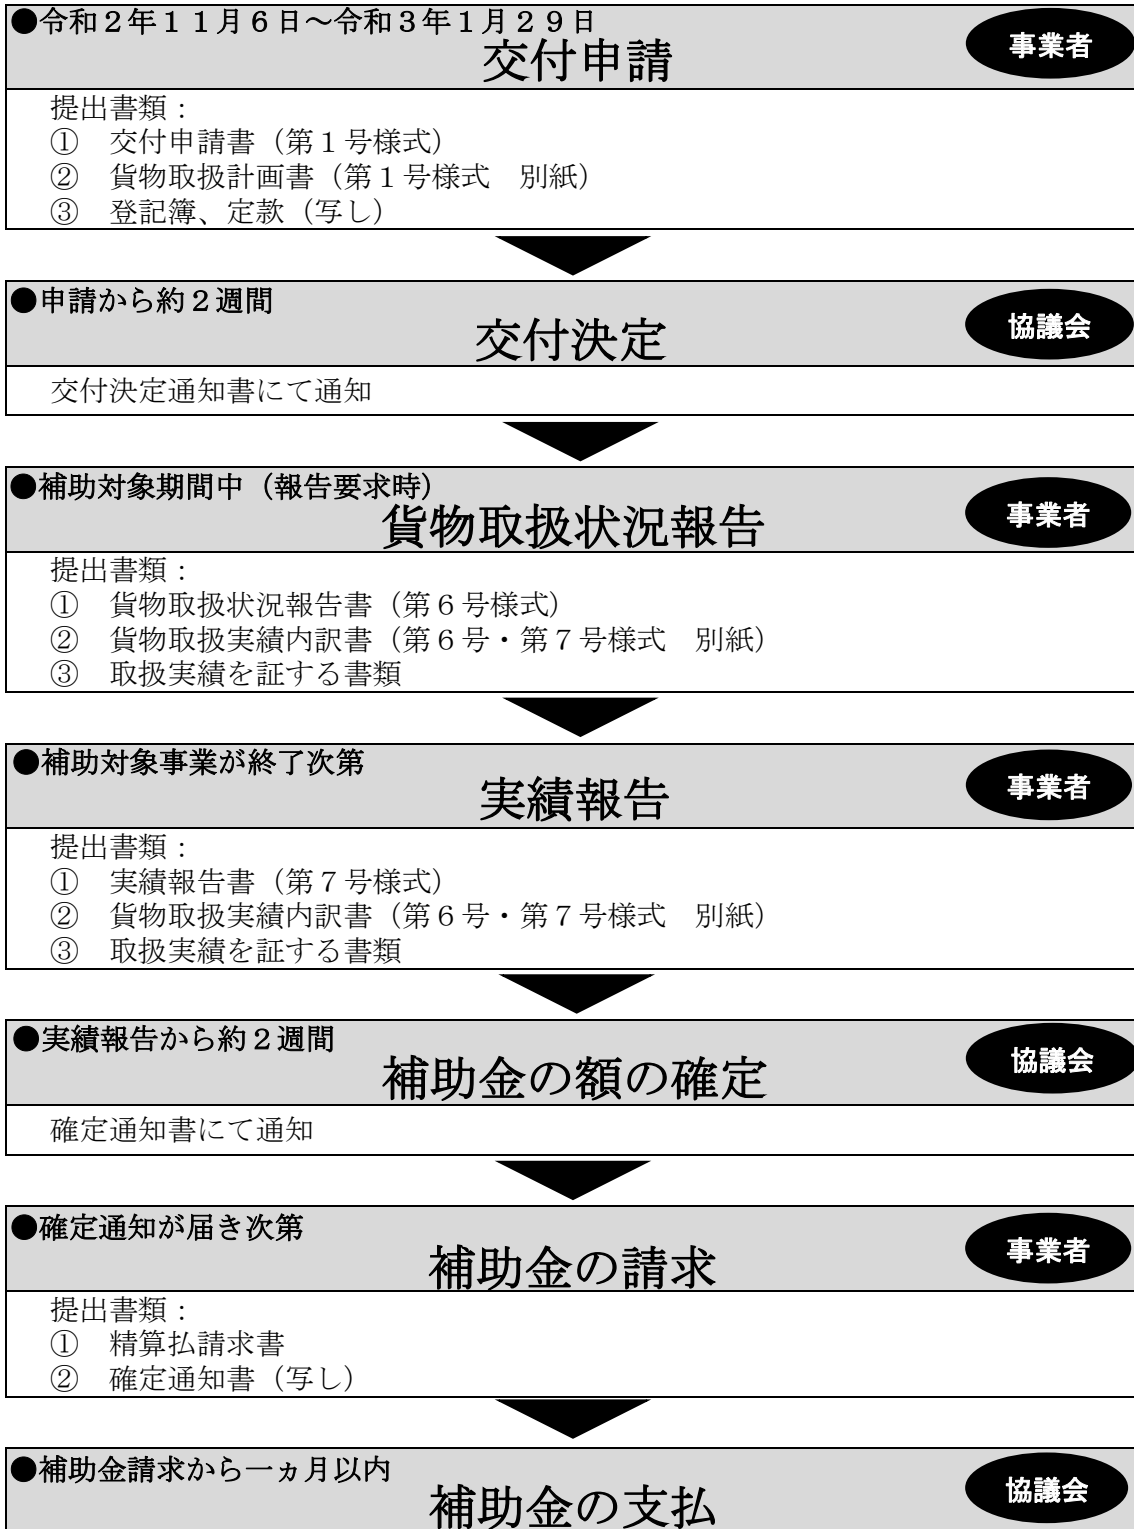 ●令和２年１１月６日～令和３年１月２９日
交付申請
事業者
提出書類：
①　交付申請書（第１号様式）
②　貨物取扱計画書（第１号様式　別紙）
③　登記簿、定款（写し）
●申請から約２週間
交付決定
協議会
交付決定通知書にて通知
●補助対象期間中（報告要求時）
貨物取扱状況報告
事業者
提出書類：
①　貨物取扱状況報告書（第６号様式）
②　貨物取扱実績内訳書（第６号・第７号様式　別紙）
③　取扱実績を証する書類
●補助対象事業が終了次第
実績報告
事業者
提出書類：
①　実績報告書（第７号様式）
②　貨物取扱実績内訳書（第６号・第７号様式　別紙）
③　取扱実績を証する書類
●実績報告から約２週間
補助金の額の確定
協議会
確定通知書にて通知
●確定通知が届き次第
補助金の請求
事業者
提出書類：
①　精算払請求書
②　確定通知書（写し）
●補助金請求から一ヵ月以内
補助金の支払
協議会